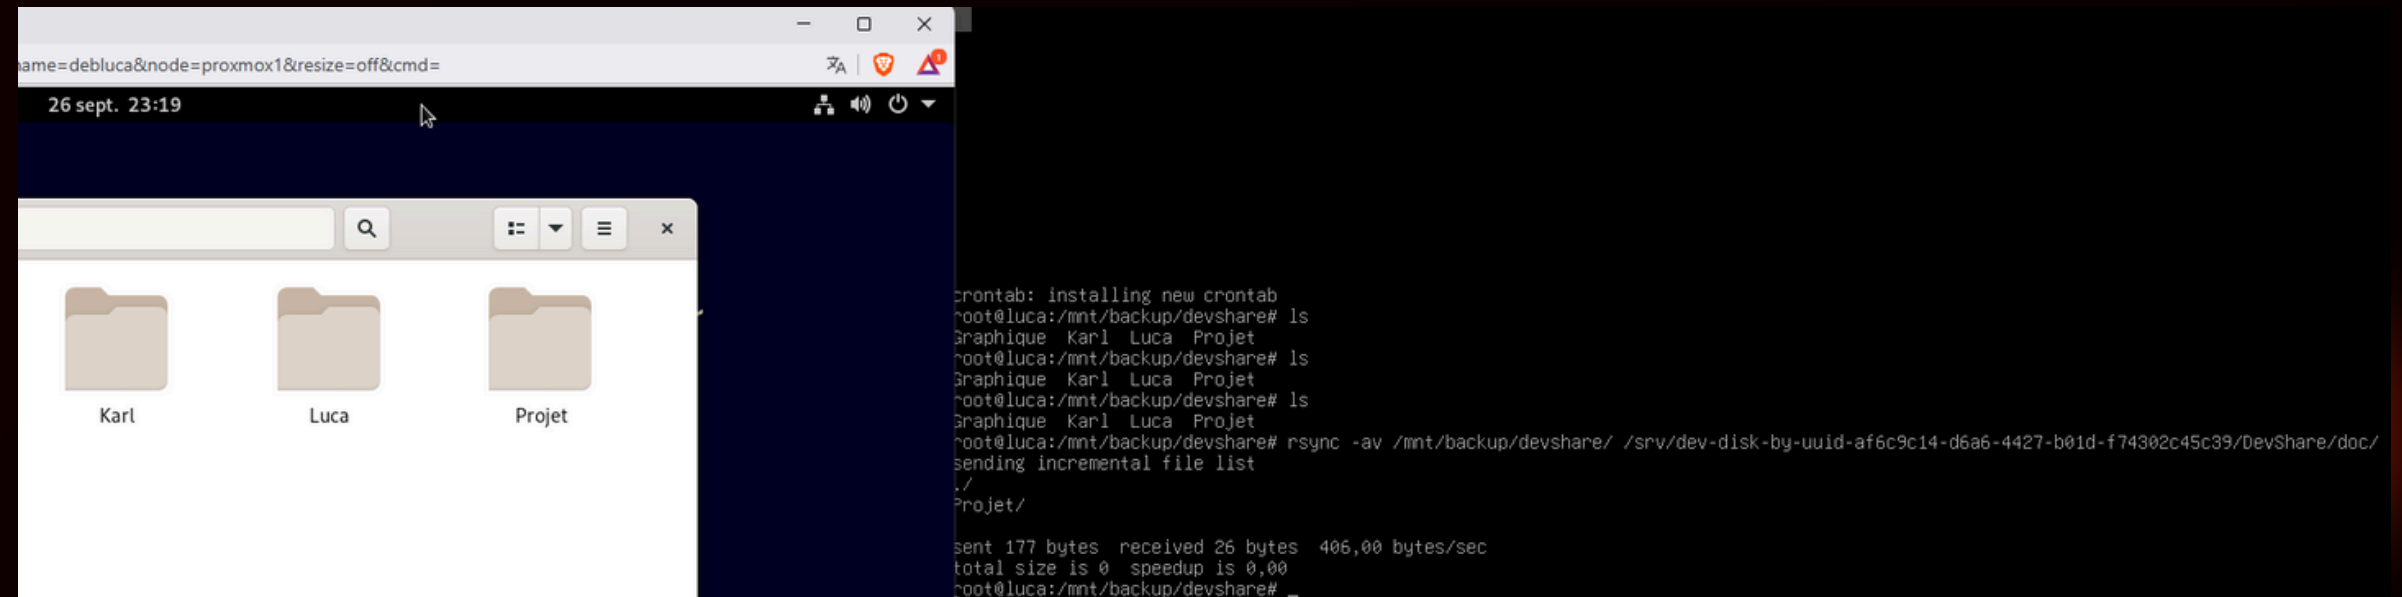 ame=debluca&node=proxmox1&resize=off&cmd=
1
26 sept. 23:19
Karl
Luca
Projet
crontab: installing new crontab
root@luca:/mnt/backup/devshare# ls
Graphique Karl Luca Projet
root@luca:/mnt/backup/devshare# ls
Graphique Karl Luca Projet
root@luca:/mnt/backup/devshare# ls
Graphique Karl Luca Projet
root@luca:/mnt/backup/devshare# rsync -av /mnt/backup/devshare/ /srv/dev-disk-by-uuid-af6c9c14-d6a6-4427-b01d-f74302c45c39/DevShare/doc/
sending incremental file list
./
Projet/
sent 177 bytes received 26 bytes 406,00 bytes/sec
total size is 0 speedup is 0,00
root@luca:/mnt/backup/devshare# _